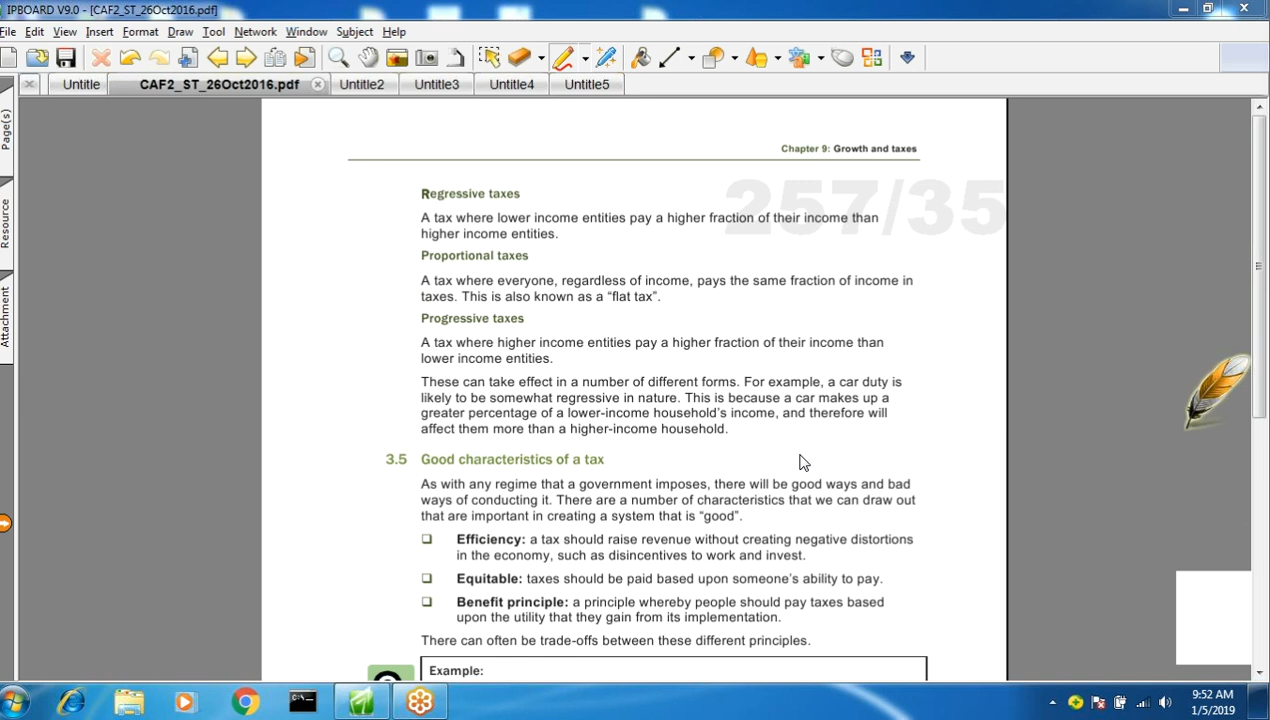 IPBOARD V9.0 - [CAF2_ST_26Oct2016.pdf]
File Edit View Insert Format Draw Tool Network Window Subject Help
Untitle CAF2_ST_26Oct2016.pdf Untitle2 Untitle3 Untitle4 Untitle5
Page(s)
Resource
Attachment
Chapter 9: Growth and taxes
257/35
Regressive taxes
A tax where lower income entities pay a higher fraction of their income than
higher income entities.
Proportional taxes
A tax where everyone, regardless of income, pays the same fraction of income in
taxes. This is also known as a “flat tax”.
Progressive taxes
A tax where higher income entities pay a higher fraction of their income than
lower income entities.
These can take effect in a number of different forms. For example, a car duty is
likely to be somewhat regressive in nature. This is because a car makes up a
greater percentage of a lower-income household’s income, and therefore will
affect them more than a higher-income household.
3.5 Good characteristics of a tax
As with any regime that a government imposes, there will be good ways and bad
ways of conducting it. There are a number of characteristics that we can draw out
that are important in creating a system that is “good”.
❑ Efficiency: a tax should raise revenue without creating negative distortions
in the economy, such as disincentives to work and invest.
❑ Equitable: taxes should be paid based upon someone’s ability to pay.
❑ Benefit principle: a principle whereby people should pay taxes based
upon the utility that they gain from its implementation.
There can often be trade-offs between these different principles.
Example:
9:52 AM
1/5/2019